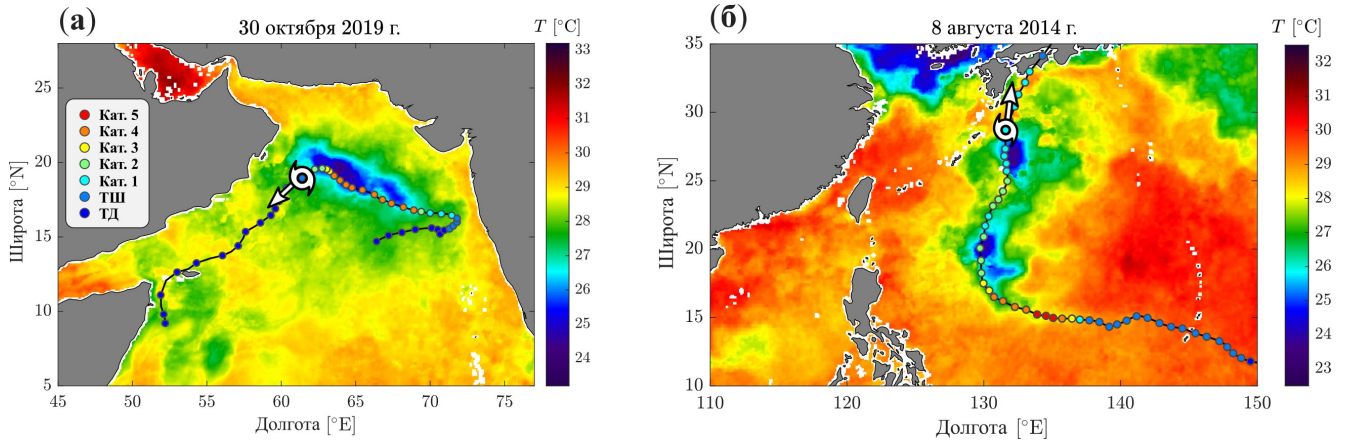 (а)
30 октября 2019 г.
T [°C]
Широта [°N]
25
20
15
10
5
Кат. 5
Кат. 4
Кат. 3
Кат. 2
Кат. 1
ТШ
ТД
45 50 55 60 65 70 75
Долгота [°E]
33
32
31
30
29
28
27
26
25
24
(б)
8 августа 2014 г.
T [°C]
Широта [°N]
35
30
25
20
15
10
110 120 130 140 150
Долгота [°E]
32
31
30
29
28
27
26
25
24
23